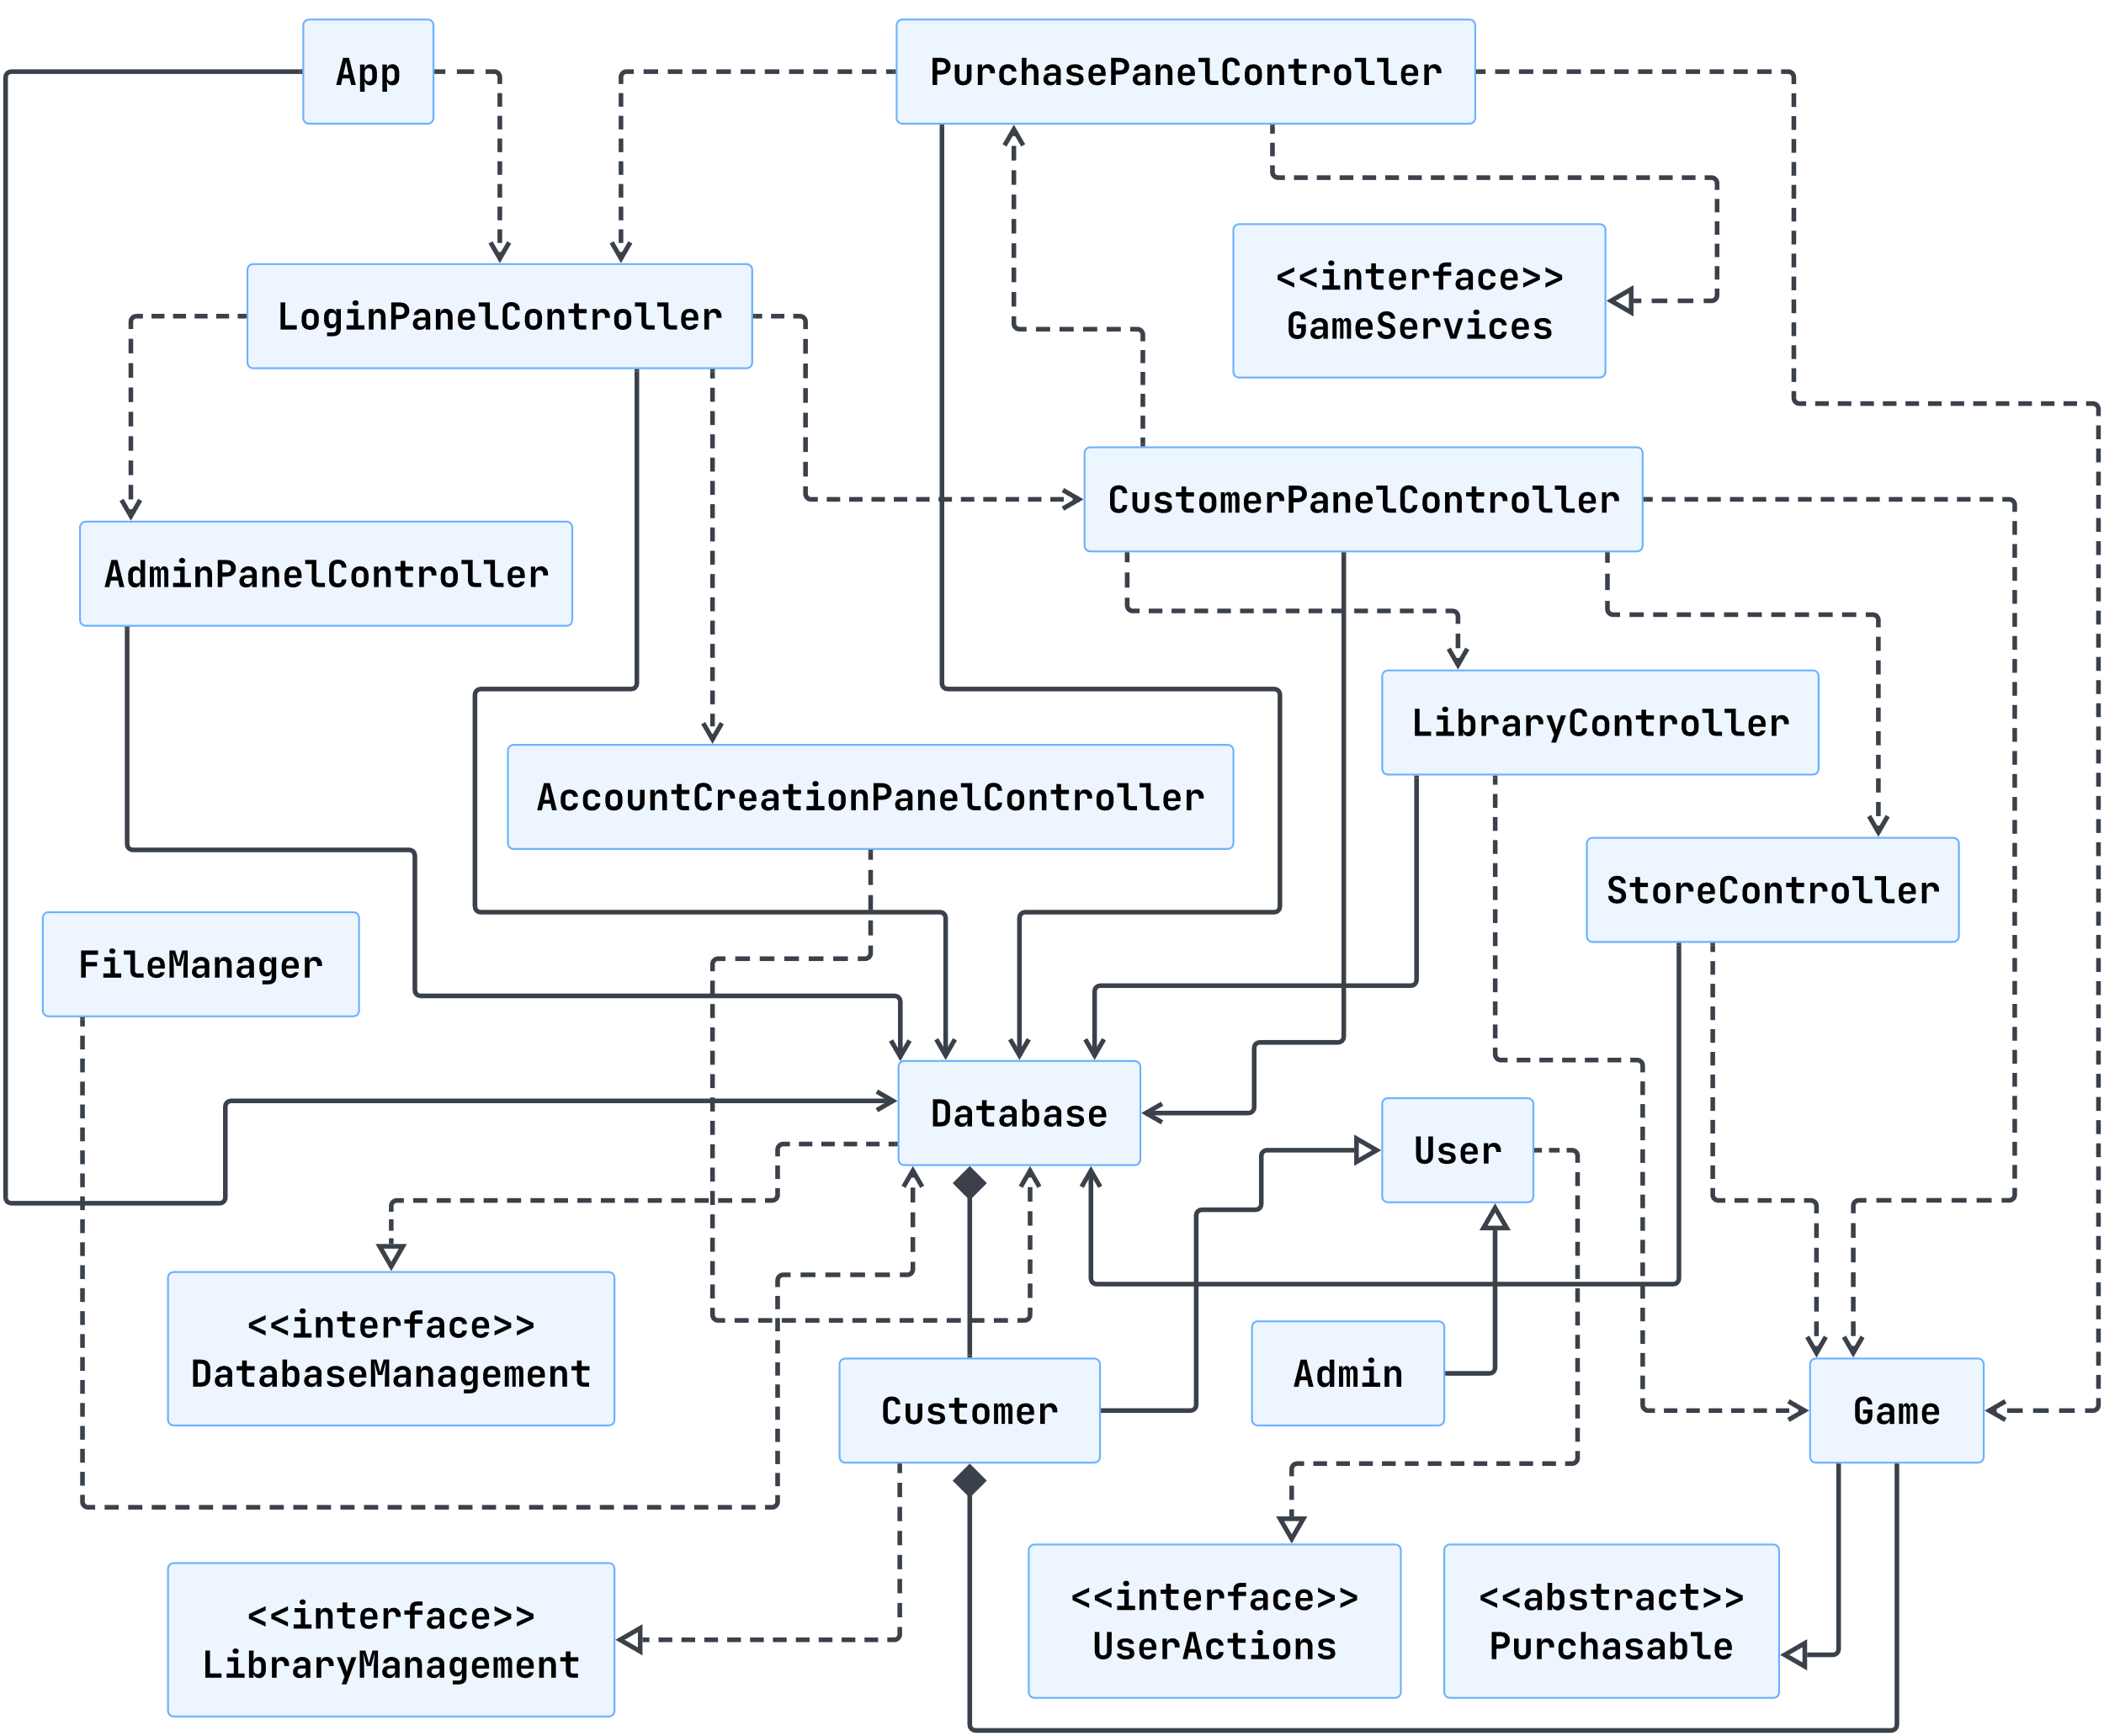 App
PurchasePanelController
<<interface>>
GameServices
LoginPanelController
CustomerPanelController
AdminPanelController
LibraryController
AccountCreationPanelController
StoreController
FileManager
Database
User
<<interface>>
DatabaseManagement
Admin
Customer
Game
<<interface>>
LibraryManagement
<<interface>>
UserActions
<<abstract>>
Purchasable